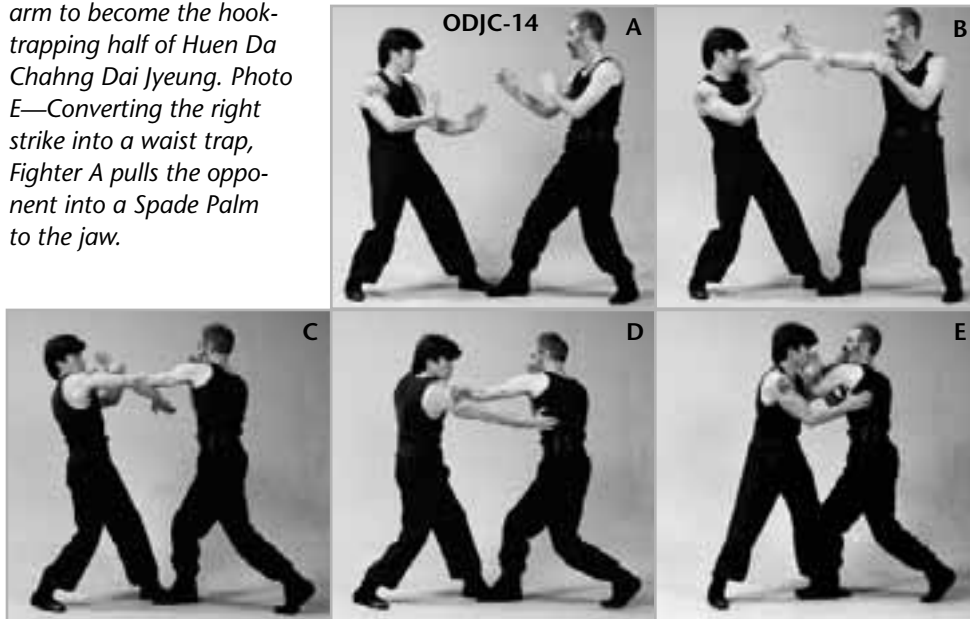 arm to become the hook-
trapping half of Huen Da
Chahng Dai Jyeung. Photo
E—Converting the right
strike into a waist trap,
Fighter A pulls the oppo-
nent into a Spade Palm
to the jaw.
ODJC-14
A
B
C
D
E